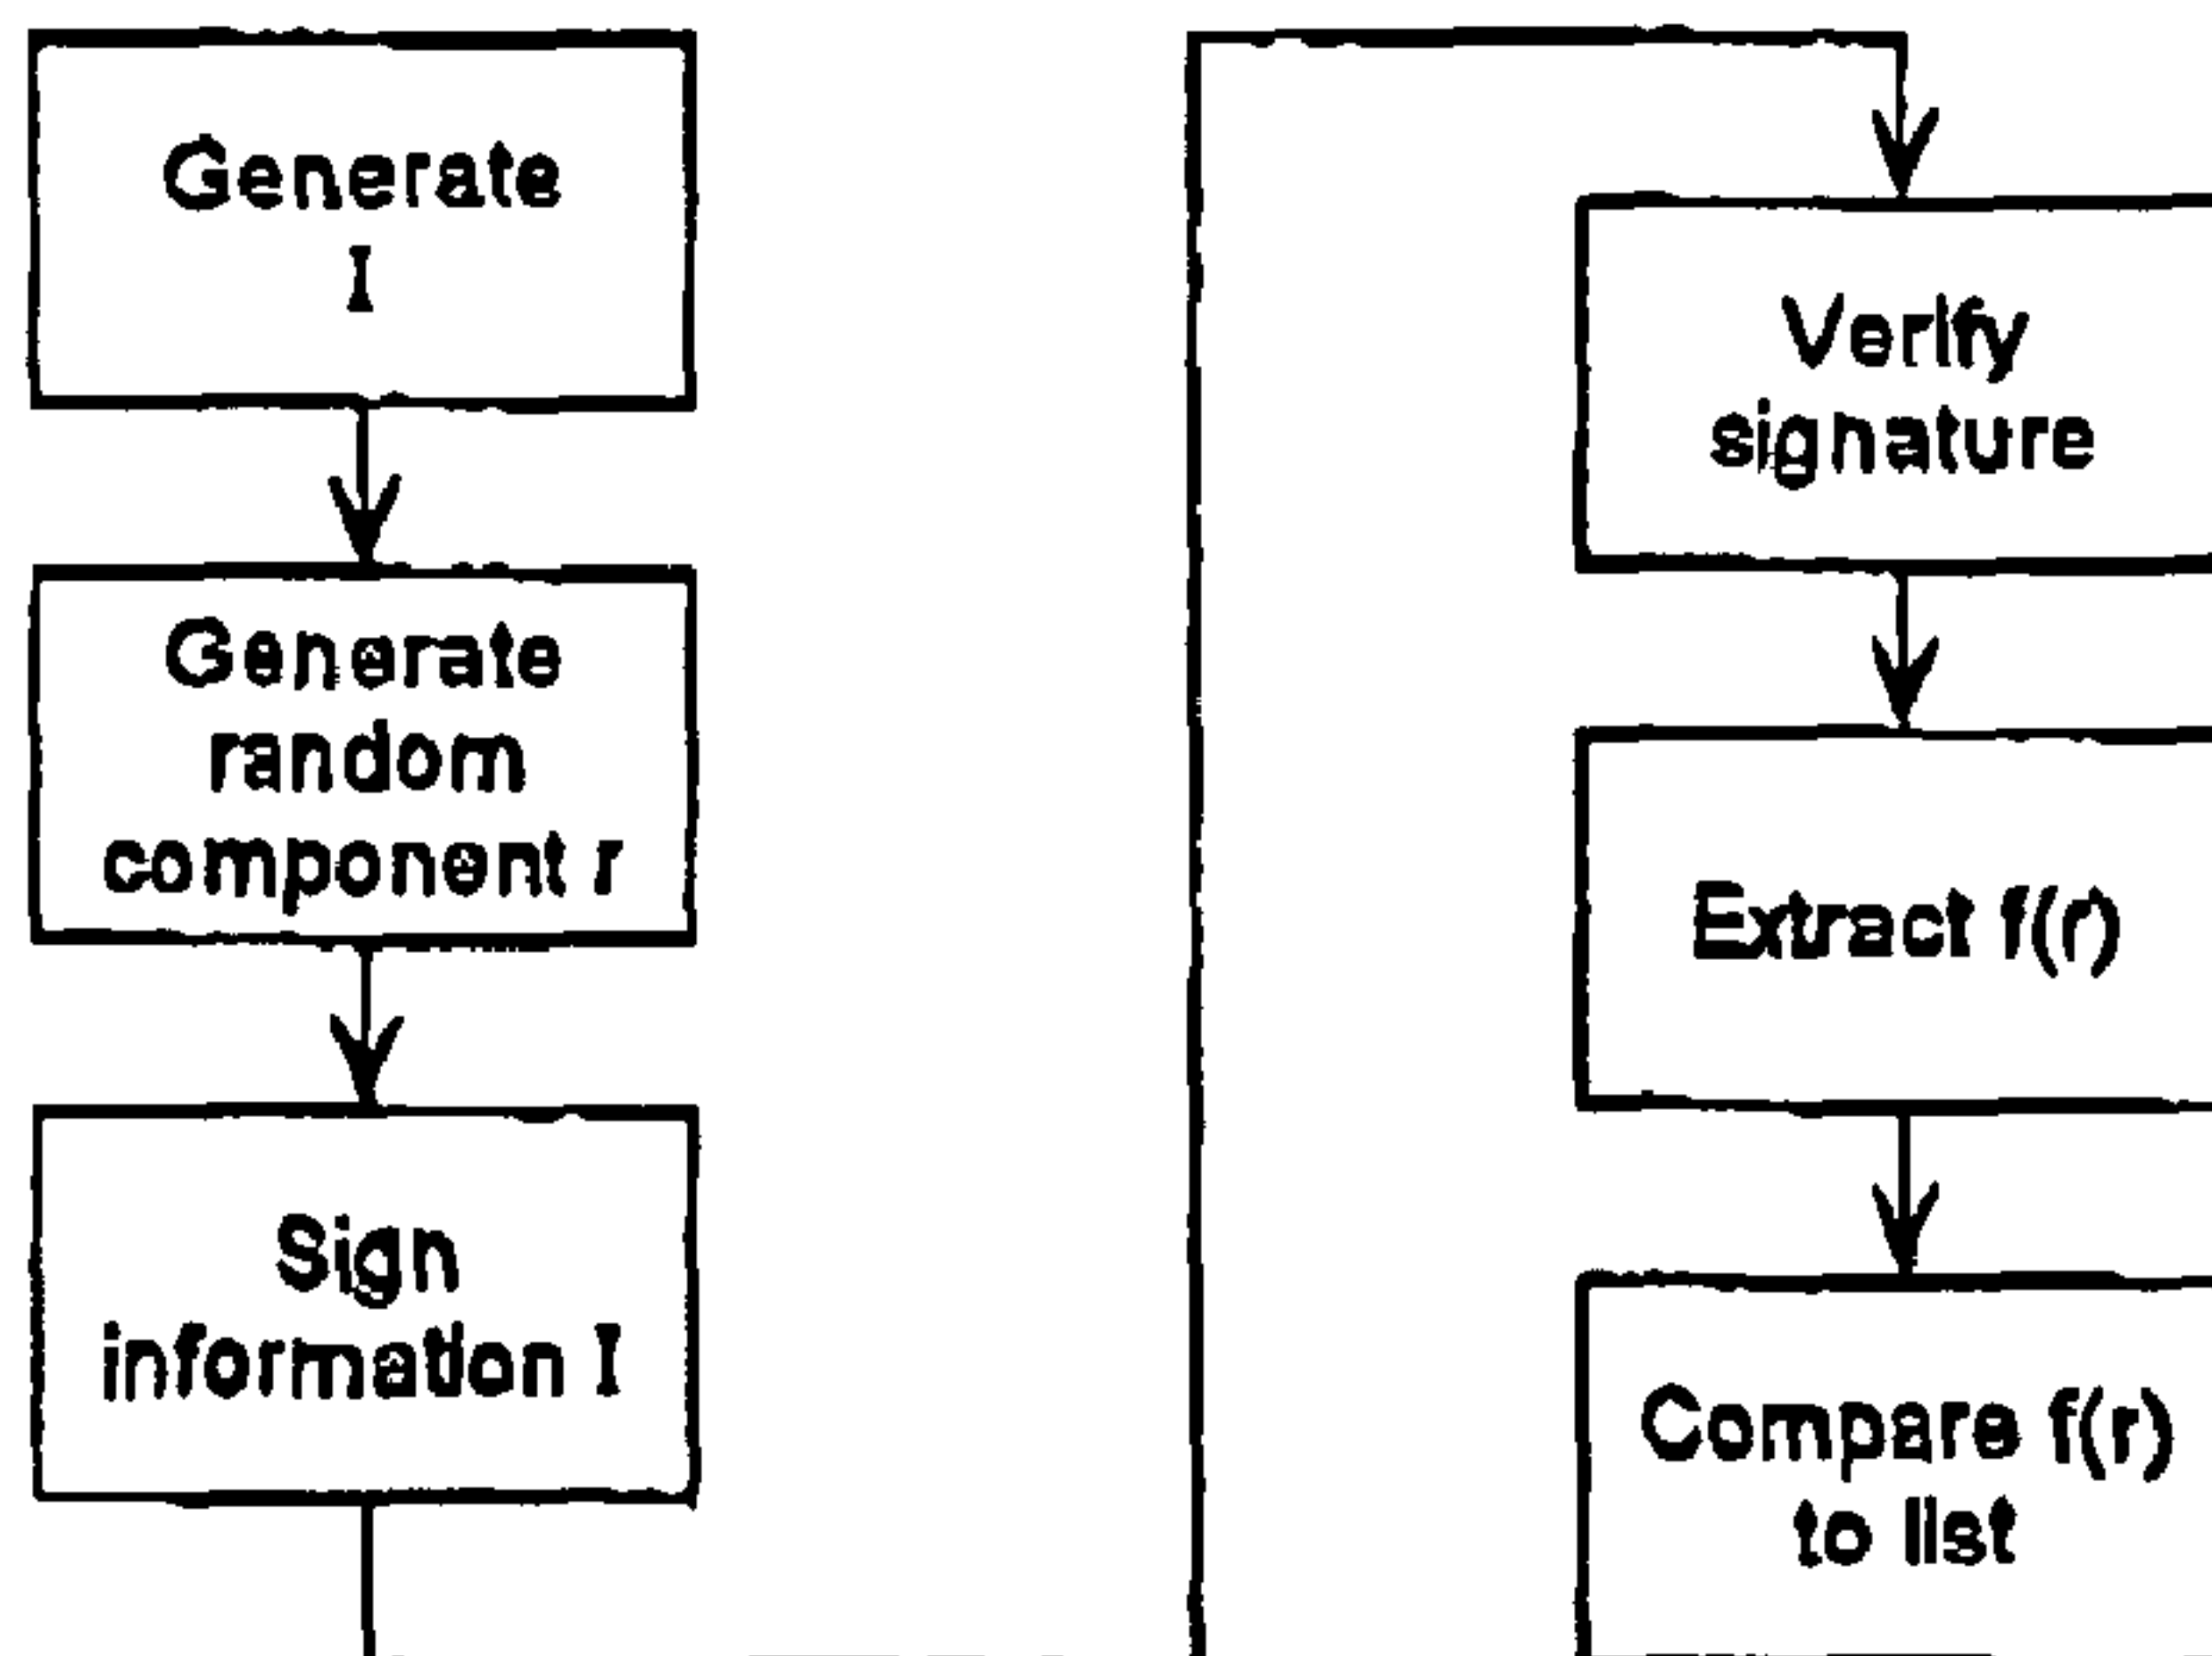 Generate
I
Generate
random
component r
Sign
information I
Verify
signature
Extract f(r)
Compare f(r)
to list